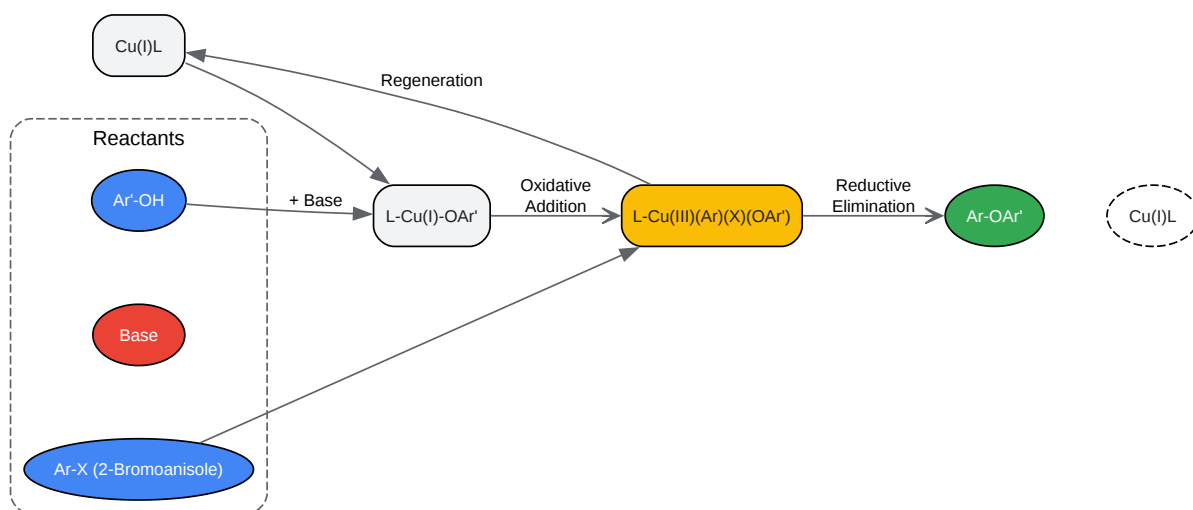 Cu(I)L
Regeneration
Reactants
Ar'-OH
+ Base
L-Cu(I)-OAr'
Oxidative
Addition
L-Cu(III)(Ar)(X)(OAr')
Reductive
Elimination
Ar-OAr'
Cu(I)L
Base
Ar-X (2-Bromoanisole)